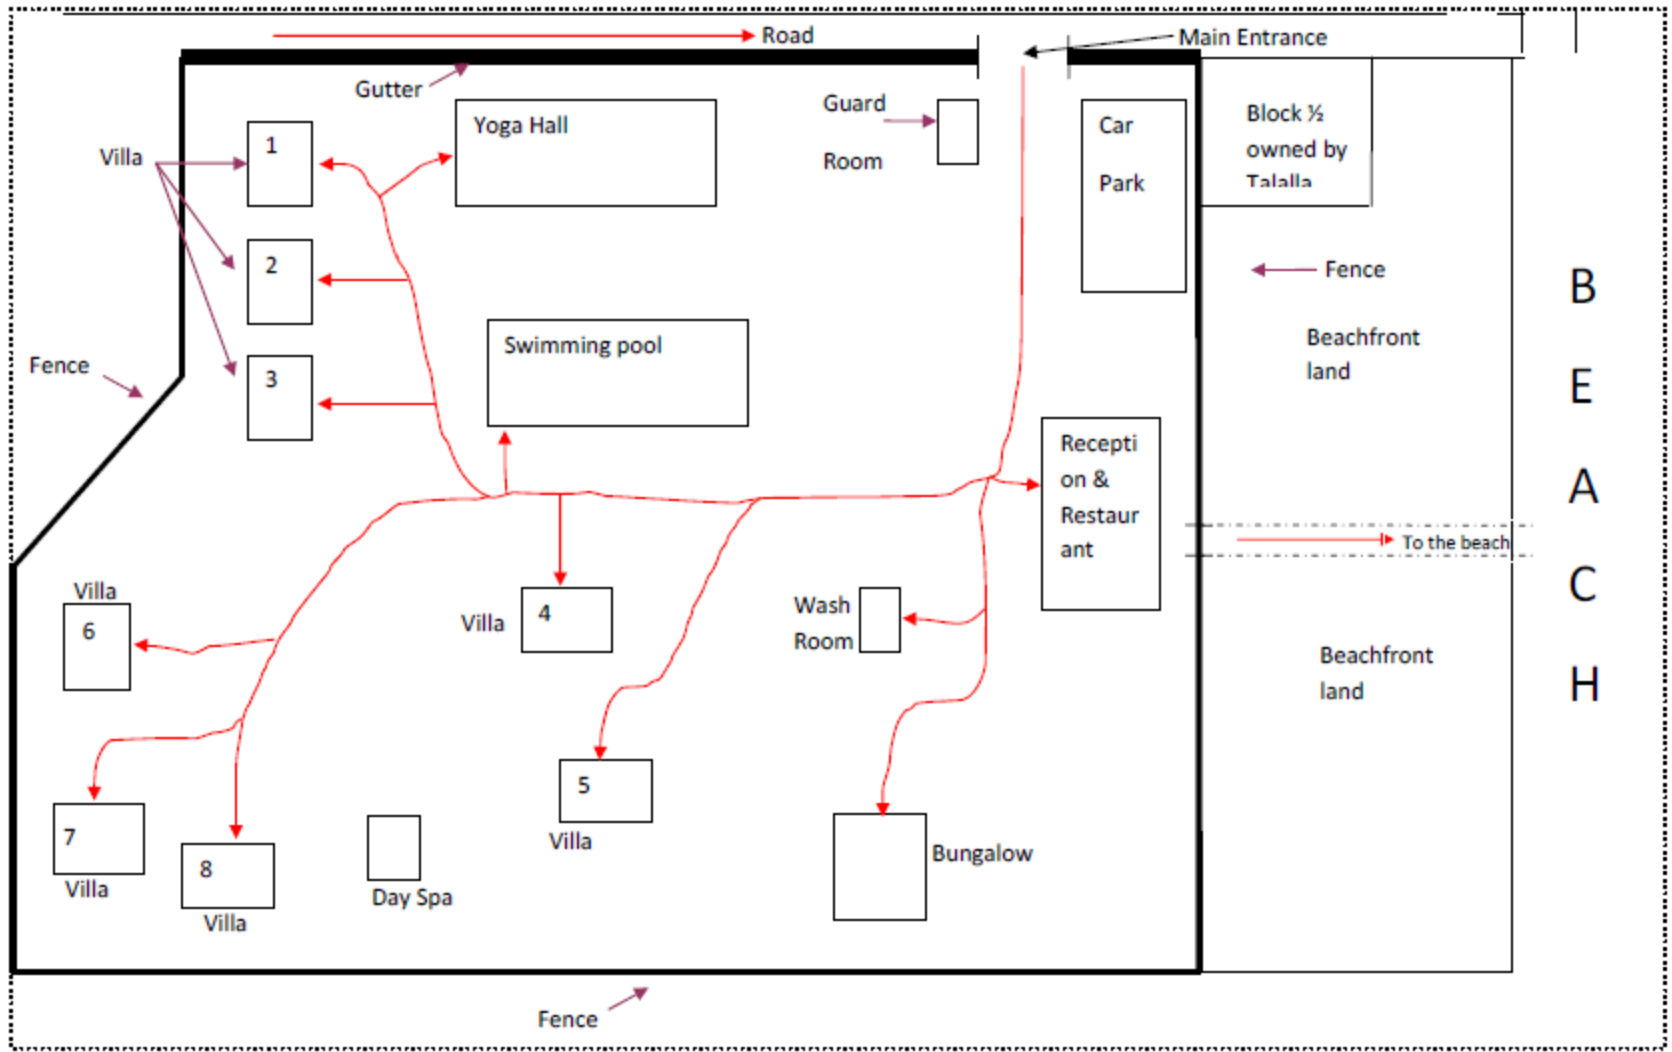 Road
Main Entrance
Gutter
Guard
Room
Car
Park
Block ½
owned by
Talalla
Yoga Hall
Villa
1
2
3
Fence
Swimming pool
Fence
Beachfront
land
B
E
A
C
H
Recepti
on &
Restaur
ant
To the beach
Villa
6
Villa
4
Wash
Room
Beachfront
land
5
Villa
7
Villa
8
Villa
Day Spa
Bungalow
Fence